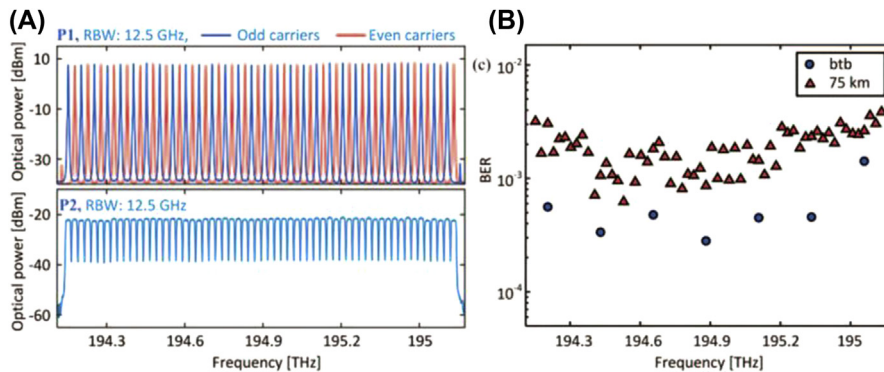 (A)
P1, RBW: 12.5 GHz, Odd carriers Even carriers
Optical power [dBm]
10
-10
-30
P2, RBW: 12.5 GHz
Optical power [dBm]
-20
-40
-60
194.3 194.6 194.9 195.2 195
Frequency [THz]
(B)
(c)
btb
75 km
BER
10-2
10-3
10-4
194.3 194.6 194.9 195.2 195
Frequency [THz]